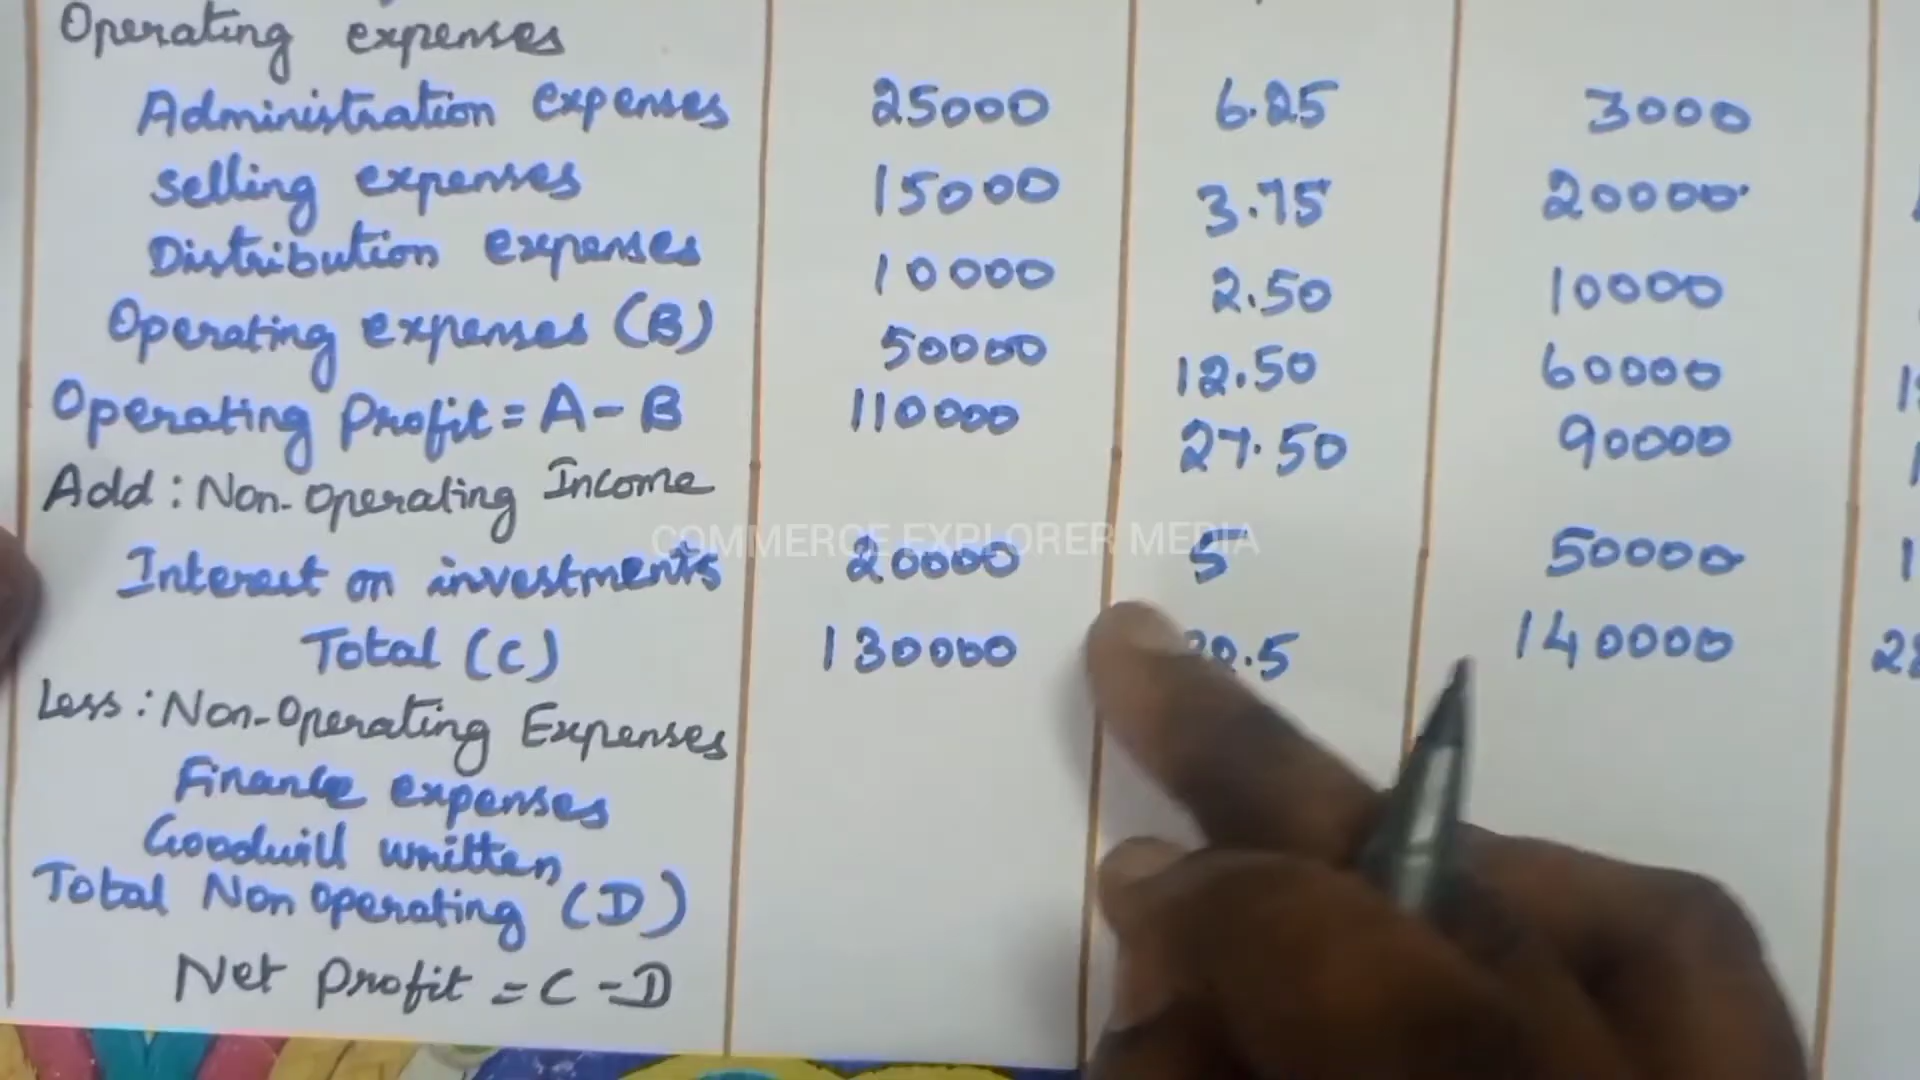 Operating expenses
Administration expenses 25000 6.25 3000
Selling expenses 15000 3.75 20000
Distribution expenses 10000 2.50 10000
Operating expenses (B) 50000 12.50 60000
Operating Profit = A - B 110000 27.50 90000
Add : Non-Operating Income
COMMERCE EXPLORER MEDIA
Interest on investments 20000 5 50000
Total (C) 130000 140000
Less : Non-Operating Expenses
Finance expenses
Goodwill written
Total Non operating (D)
Net Profit = C - D